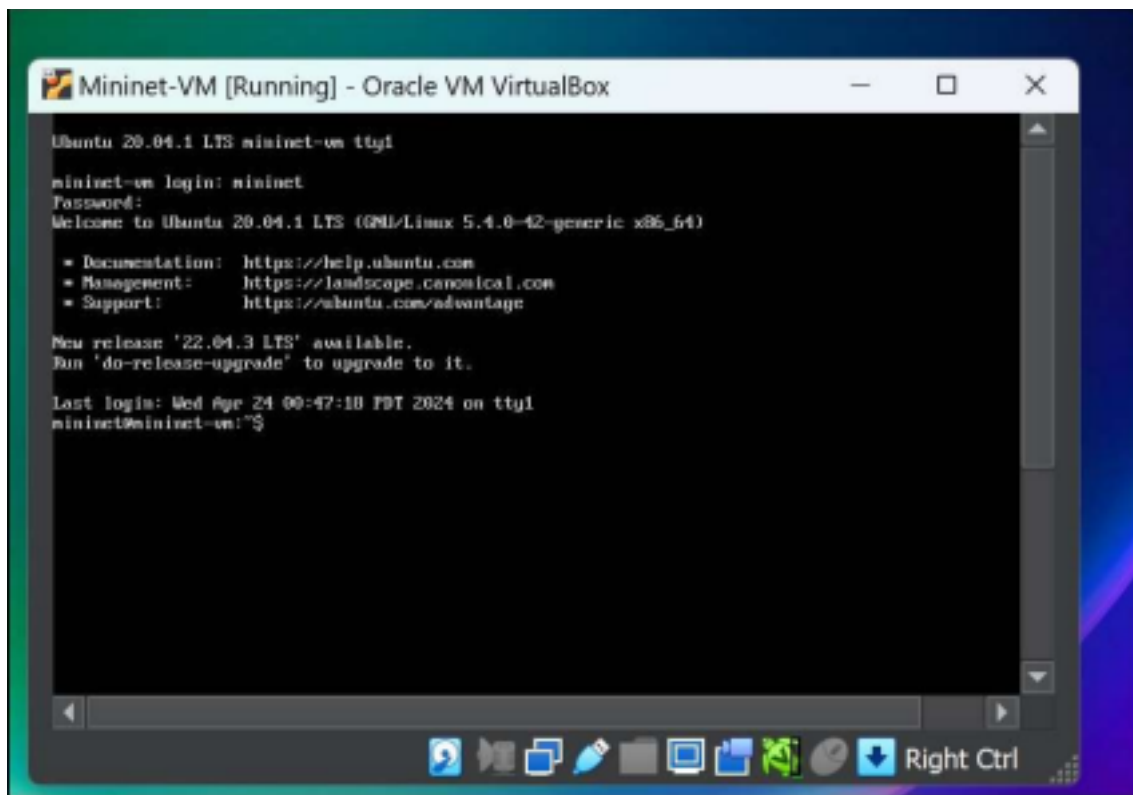 Mininet-VM [Running] - Oracle VM VirtualBox
Ubuntu 20.04.1 LTS mininet-vm tty1
mininet-vm login: mininet
Password:
Welcome to Ubuntu 20.04.1 LTS (GNU/Linux 5.4.0-42-generic x86_64)
* Documentation: https://help.ubuntu.com
* Management: https://landscape.canonical.com
* Support: https://ubuntu.com/advantage
New release '22.04.3 LTS' available.
Run 'do-release-upgrade' to upgrade to it.
Last login: Wed Apr 24 00:47:18 PDT 2024 on tty1
mininet@mininet-vm:~$
Right Ctrl